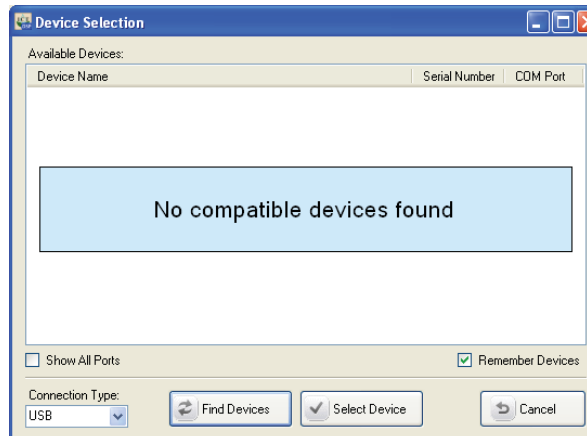 Device Selection
Available Devices:
Device Name Serial Number COM Port
No compatible devices found
Show All Ports Remember Devices
Connection Type:
USB Find Devices Select Device Cancel